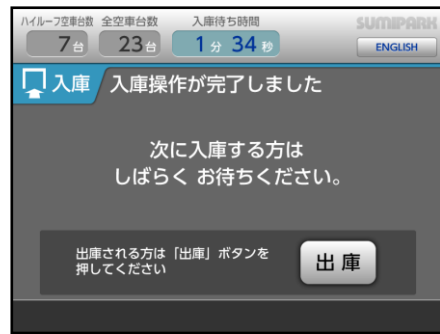 ハイルーフ空車台数 全空車台数 入庫待ち時間 SUMIPARK
7台 23台 1分34秒 ENGLISH
入庫 入庫操作が完了しました
次に入庫する方は
しばらく お待ちください。
出庫される方は「出庫」ボタンを
押してください
出庫